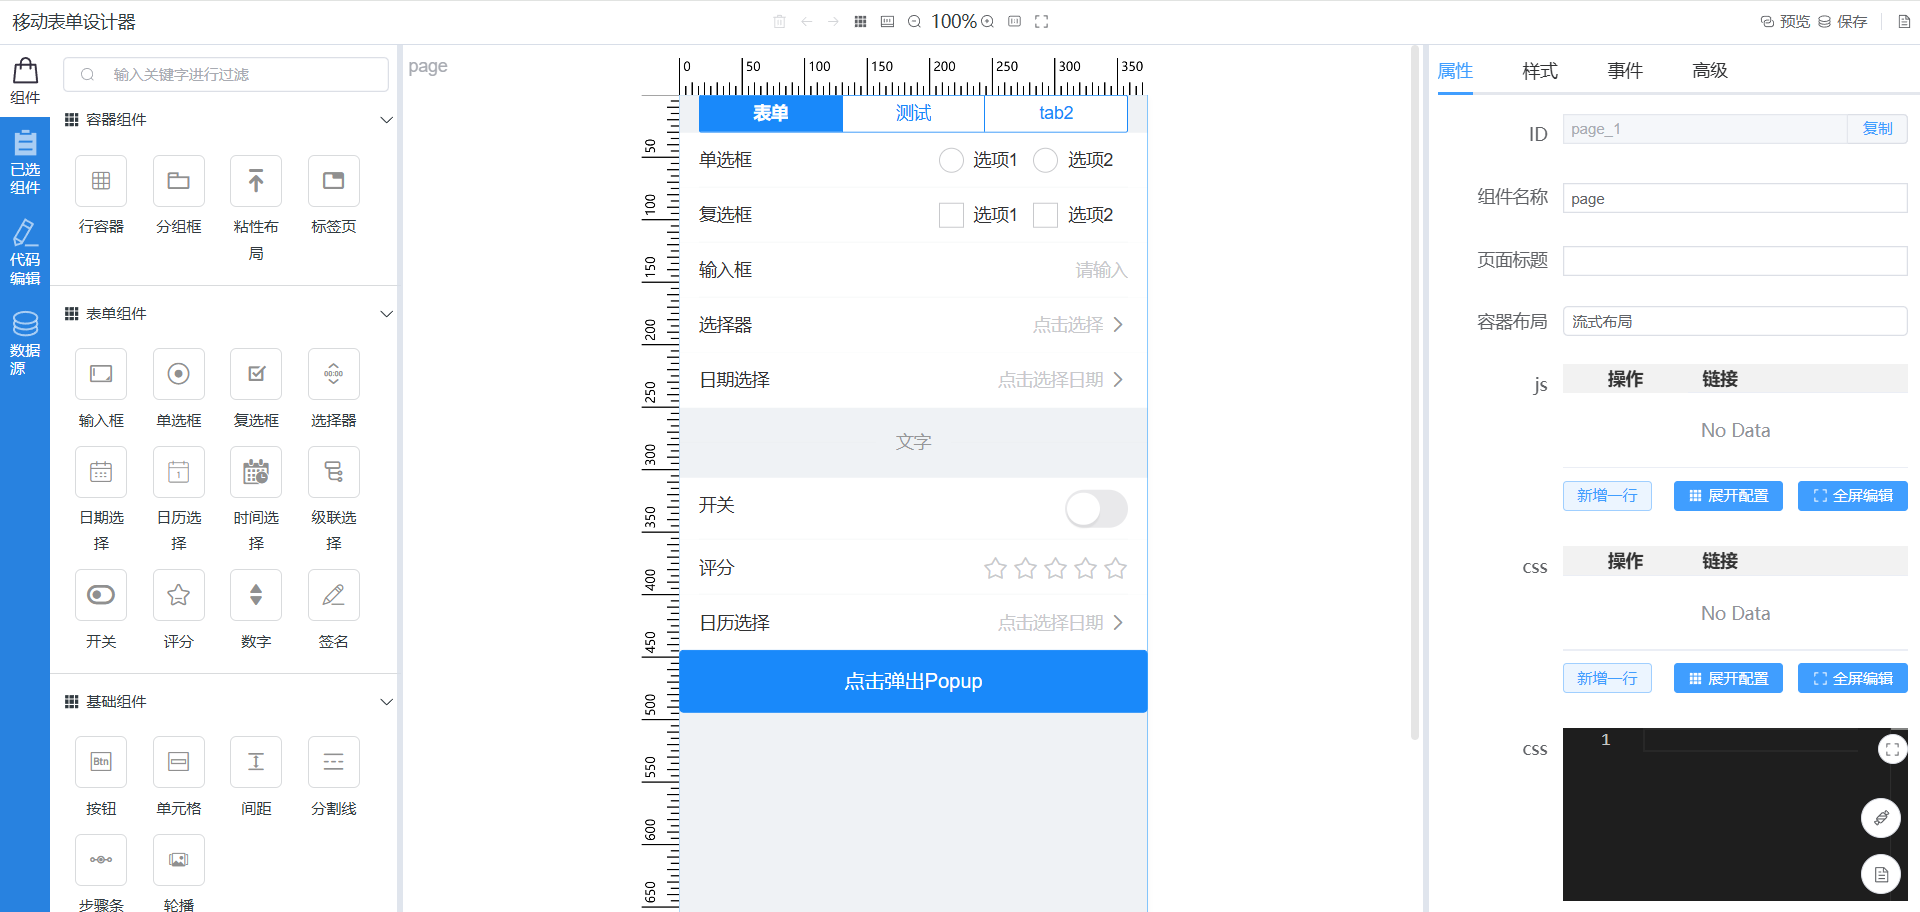 移动表单设计器
100%
预览 保存
组件
已选
组件
代码
编辑
数据
源
输入关键字进行过滤
容器组件
行容器 分组框 粘性布局 标签页
表单组件
00:00
输入框 单选框 复选框 选择器
1
日期选择 日历选择 时间选择 级联选择
开关 评分 数字 签名
基础组件
Btn
按钮 单元格 间距 分割线
步骤条 轮播
page
0 50 100 150 200 250 300 350
50
100
150
200
250
300
350
400
450
500
550
600
650
表单 测试 tab2
单选框 选项1 选项2
复选框 选项1 选项2
输入框 请输入
选择器 点击选择
日期选择 点击选择日期
文字
开关
评分
日历选择 点击选择日期
点击弹出Popup
属性 样式 事件 高级
ID page_1 复制
组件名称 page
页面标题
容器布局 流式布局
js 操作 链接
No Data
新增一行 展开配置 全屏编辑
css 操作 链接
No Data
新增一行 展开配置 全屏编辑
css 1